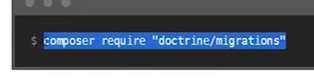 $ composer require "doctrine/migrations"